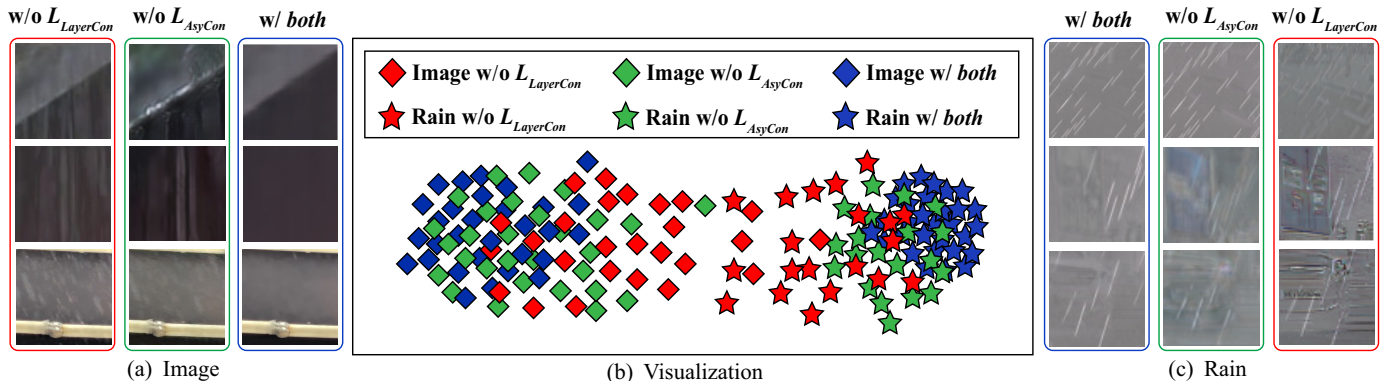 w/o L_LayerCon w/o L_AsyCon w/ both
Image w/o L_LayerCon Image w/o L_AsyCon Image w/ both
Rain w/o L_LayerCon Rain w/o L_AsyCon Rain w/ both
w/ both w/o L_AsyCon w/o L_LayerCon
(a) Image (b) Visualization (c) Rain